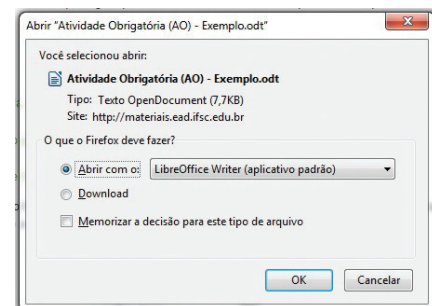 Abrir "Atividade Obrigatória (AO) - Exemplo.odt"
Você selecionou abrir:
Atividade Obrigatória (AO) - Exemplo.odt
Tipo: Texto OpenDocument (7,7KB)
Site: http://materiais.ead.ifsc.edu.br
O que o Firefox deve fazer?
Abrir com o: LibreOffice Writer (aplicativo padrão)
Download
Memorizar a decisão para este tipo de arquivo
OK Cancelar